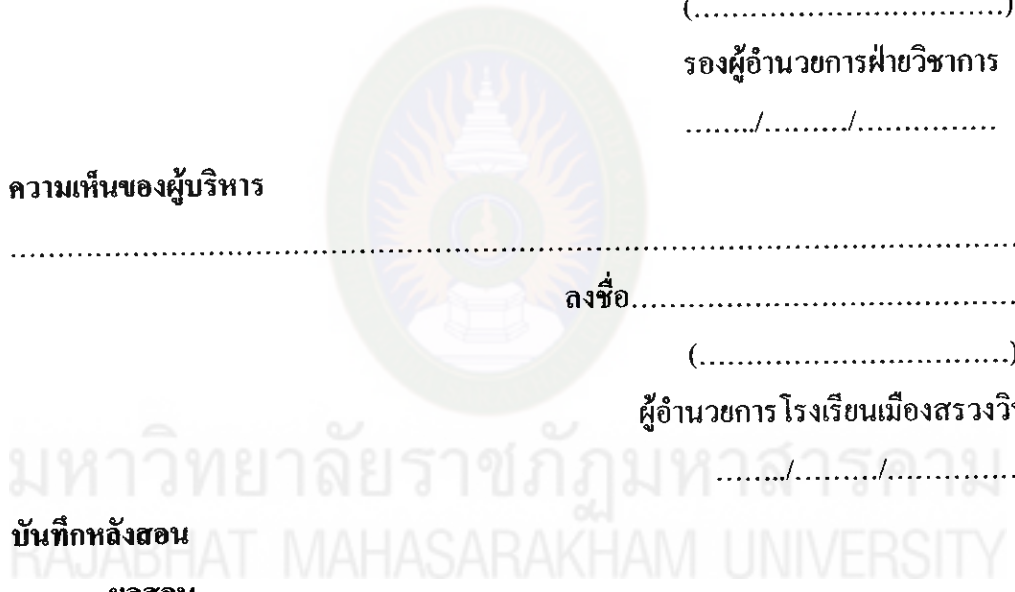 (................................)
รองผู้อำนวยการฝ่ายวิชาการ
......../........./...............
ความเห็นของผู้บริหาร
........................................................................................................
ลงชื่อ..........................................
(.................................)
ผู้อำนวยการโรงเรียนเมืองสรวง
......../........./...............
มหาวิทยาลัยราชภัฏมหาสารคาม
บันทึกหลังสอน
RAJABHAT MAHASARAKHAM UNIVERSITY